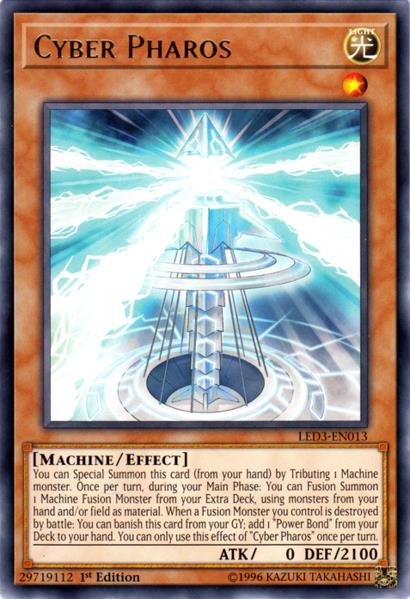 CYBER PHAROS
LIGHT
光
LED3-EN013
[MACHINE/EFFECT]
You can Special Summon this card (from your hand) by Tributing 1 Machine
monster. Once per turn, during your Main Phase: You can Fusion Summon
1 Machine Fusion Monster from your Extra Deck, using monsters from your
hand and/or field as material. When a Fusion Monster you control is destroyed
by battle: You can banish this card from your GY; add 1 "Power Bond" from your
Deck to your hand. You can only use this effect of "Cyber Pharos" once per turn.
ATK/ 0 DEF/2100
29719112 1st Edition ©1996 KAZUKI TAKAHASHI